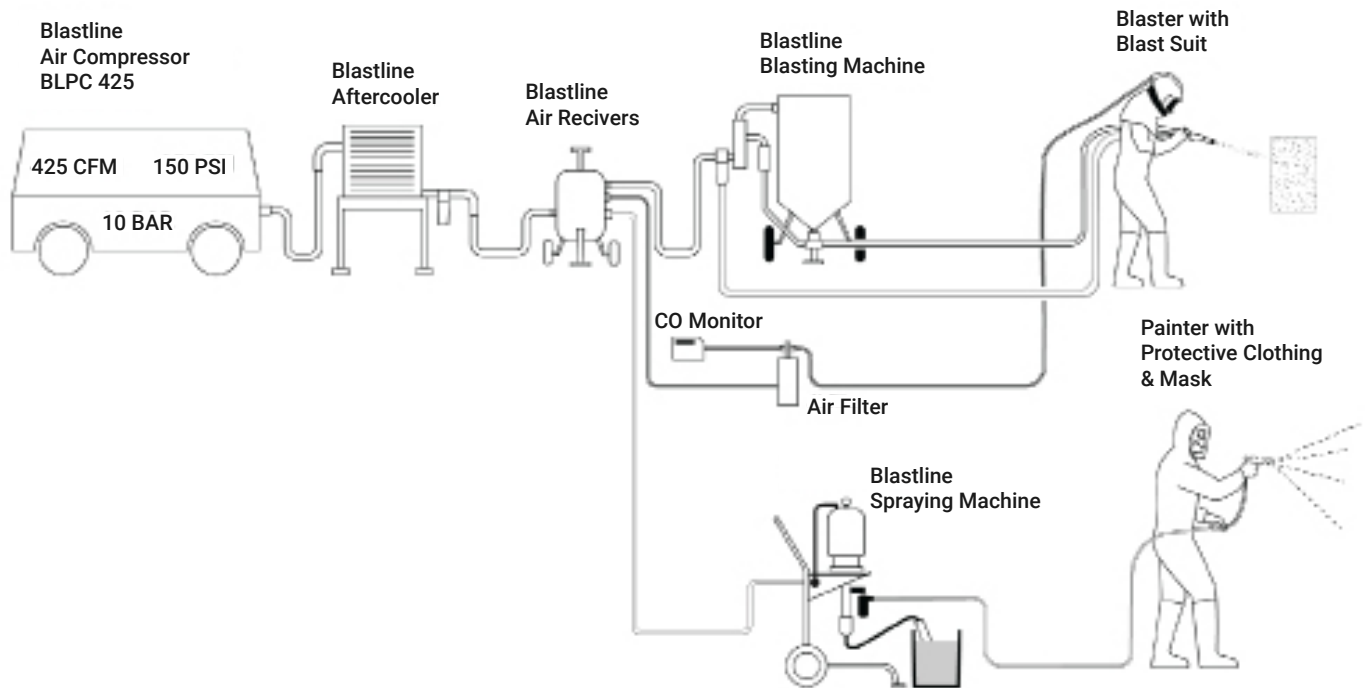 Blastline
Air Compressor
BLPC 425
425 CFM 150 PSI
10 BAR
Blastline
Aftercooler
Blastline
Air Recivers
Blastline
Blasting Machine
Blaster with
Blast Suit
CO Monitor
Air Filter
Painter with
Protective Clothing
& Mask
Blastline
Spraying Machine